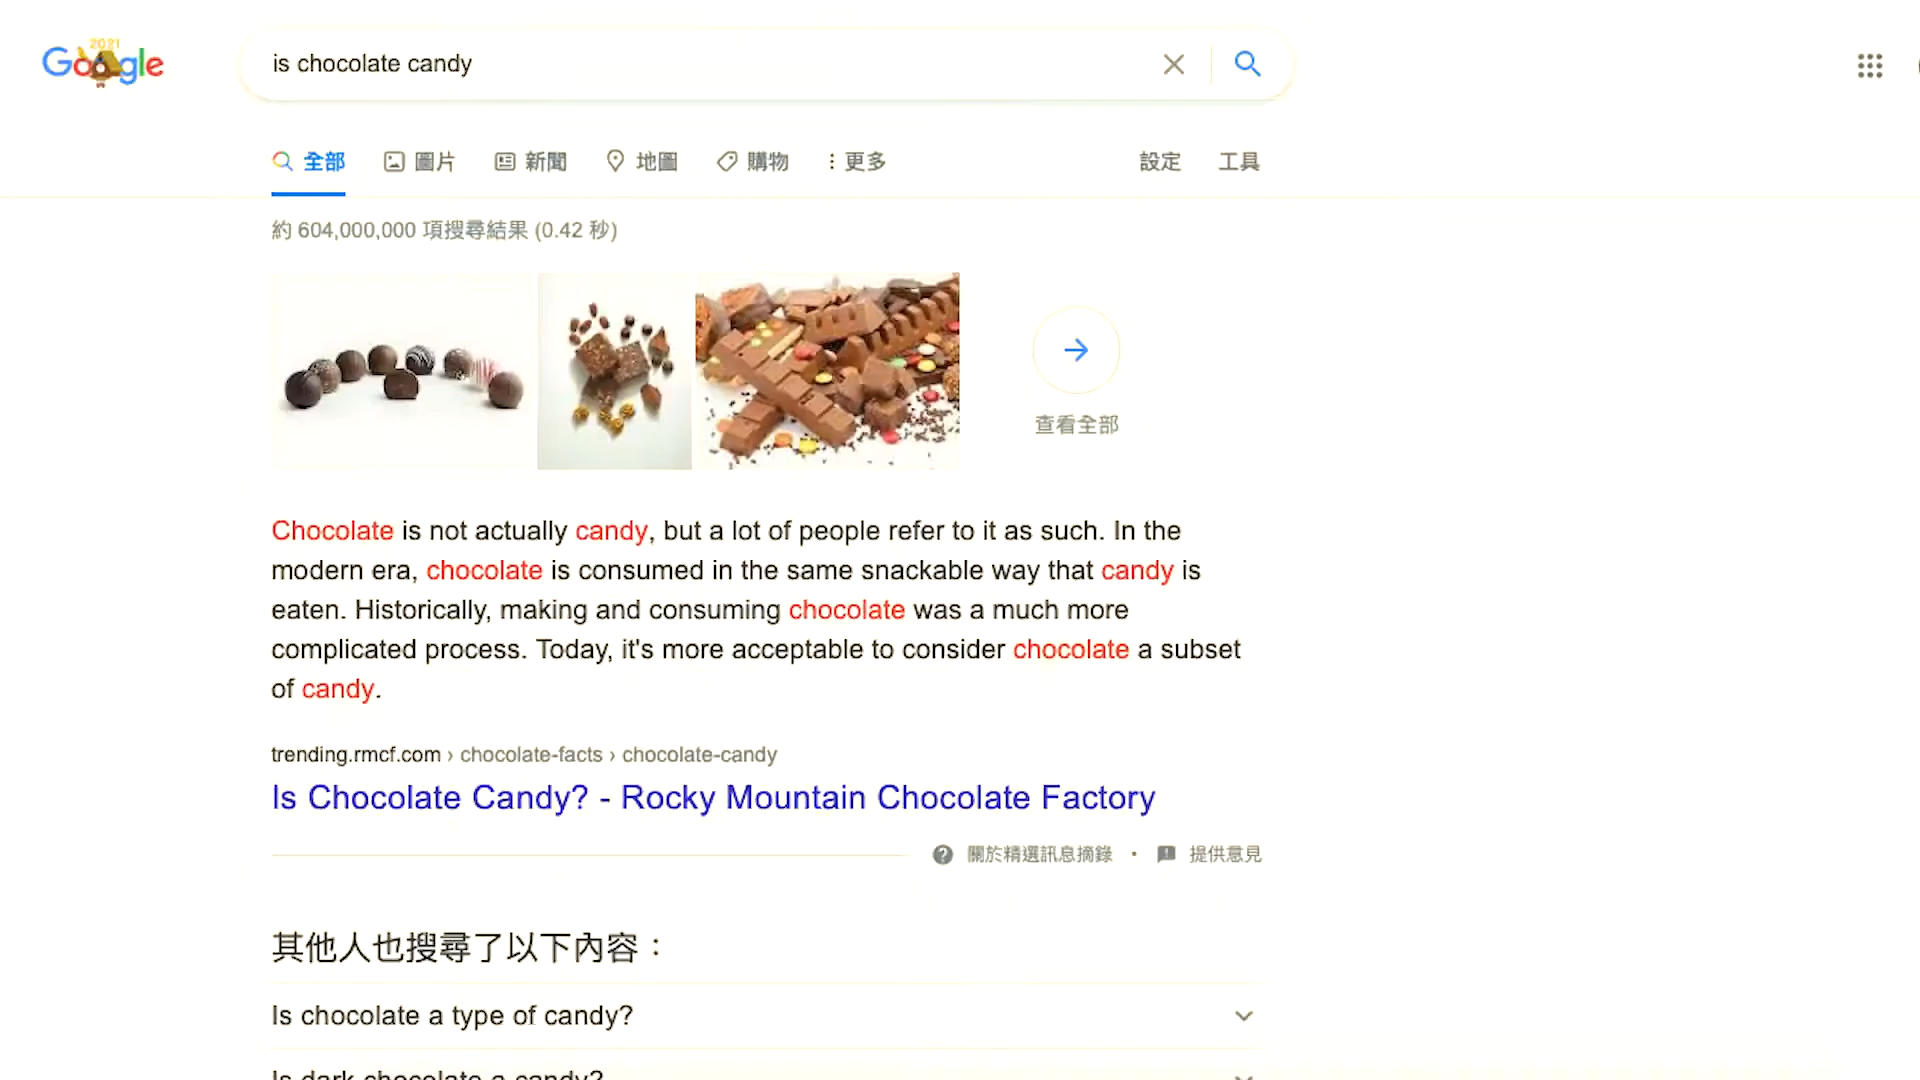 2021
Google
is chocolate candy
全部 圖片 新聞 地圖 購物 更多 設定 工具
約 604,000,000 項搜尋結果 (0.42 秒)
查看全部
Chocolate is not actually candy, but a lot of people refer to it as such. In the
modern era, chocolate is consumed in the same snackable way that candy is
eaten. Historically, making and consuming chocolate was a much more
complicated process. Today, it's more acceptable to consider chocolate a subset
of candy.
trending.rmcf.com › chocolate-facts › chocolate-candy
Is Chocolate Candy? - Rocky Mountain Chocolate Factory
關於精選訊息摘錄 • 提供意見
其他人也搜尋了以下內容：
Is chocolate a type of candy?
Is dark chocolate a candy?